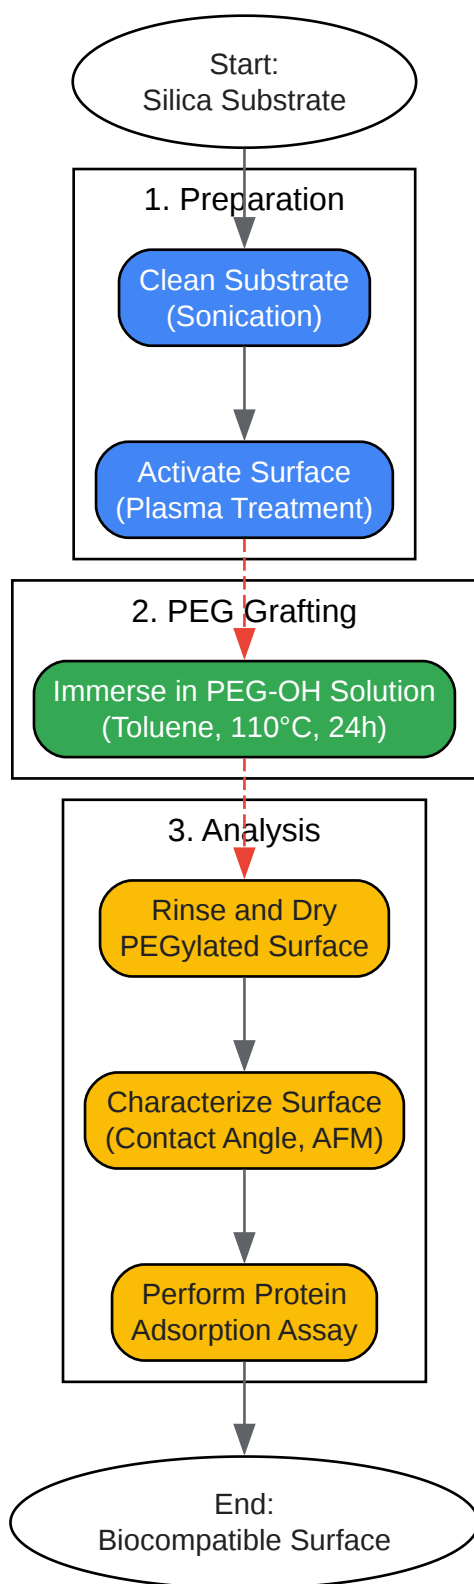 Start:
Silica Substrate
1. Preparation
Clean Substrate
(Sonication)
Activate Surface
(Plasma Treatment)
2. PEG Grafting
Immerse in PEG-OH Solution
(Toluene, 110°C, 24h)
3. Analysis
Rinse and Dry
PEGylated Surface
Characterize Surface
(Contact Angle, AFM)
Perform Protein
Adsorption Assay
End:
Biocompatible Surface